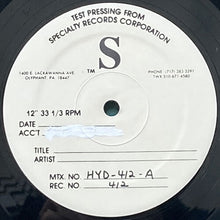 TEST PRESSING FROM
SPECIALTY RECORDS CORPORATION
S
TM
1400 E. LACKAWANNA AVE.
OLYPHANT, PA. 18447
PHONE (717) 383 3291
TWX 510 671 4580
12" 33 1/3 RPM
DATE
ACC'T.
TITLE
ARTIST
MTX. NO. HYD-412-A
REC. NO. 412